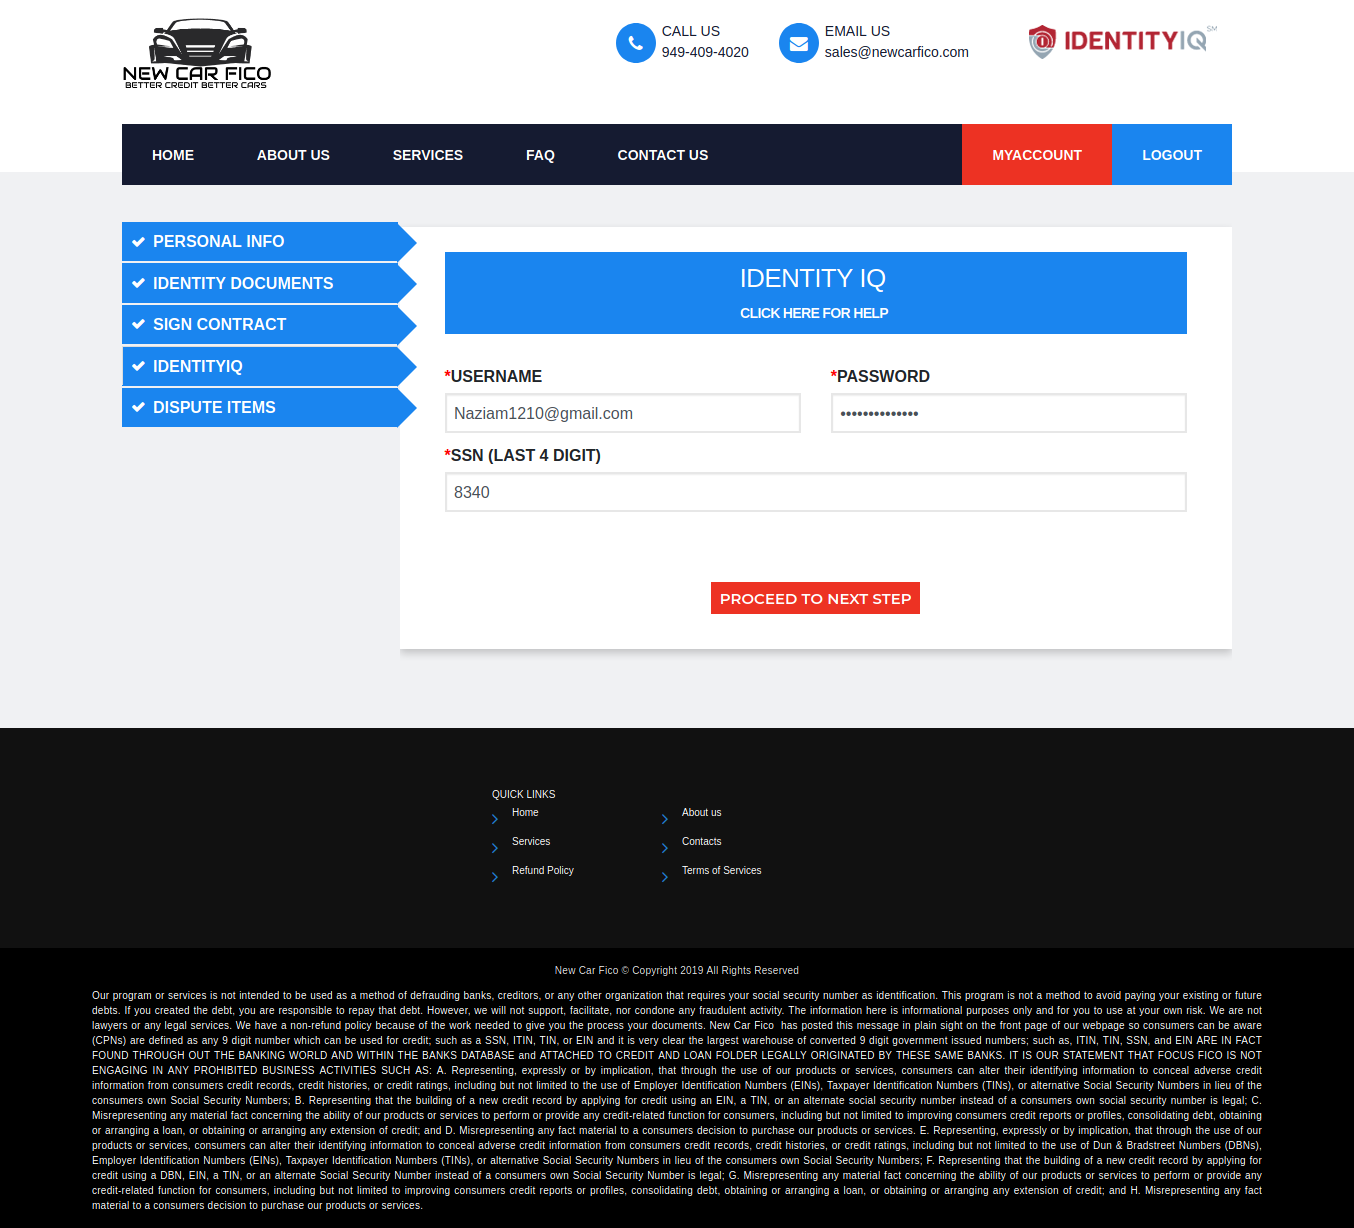 NEW CAR FICO
BETTER CREDIT BETTER CARS
CALL US
949-409-4020
EMAIL US
sales@newcarfico.com
IDENTITYIQ SM
HOME ABOUT US SERVICES FAQ CONTACT US MYACCOUNT LOGOUT
PERSONAL INFO
IDENTITY DOCUMENTS
SIGN CONTRACT
IDENTITYIQ
DISPUTE ITEMS
IDENTITY IQ
CLICK HERE FOR HELP
*USERNAME *PASSWORD
Naziam1210@gmail.com ••••••••••••••
*SSN (LAST 4 DIGIT)
8340
PROCEED TO NEXT STEP
QUICK LINKS
Home About us
Services Contacts
Refund Policy Terms of Services
New Car Fico © Copyright 2019 All Rights Reserved
Our program or services is not intended to be used as a method of defrauding banks, creditors, or any other organization that requires your social security number as identification. This program is not a method to avoid paying your existing or future
debts. If you created the debt, you are responsible to repay that debt. However, we will not support, facilitate, nor condone any fraudulent activity. The information here is informational purposes only and for you to use at your own risk. We are not
lawyers or any legal services. We have a non-refund policy because of the work needed to give you the process your documents. New Car Fico has posted this message in plain sight on the front page of our webpage so consumers can be aware
(CPNs) are defined as any 9 digit number which can be used for credit; such as a SSN, ITIN, TIN, or EIN and it is very clear the largest warehouse of converted 9 digit government issued numbers; such as, ITIN, TIN, SSN, and EIN ARE IN FACT
FOUND THROUGH OUT THE BANKING WORLD AND WITHIN THE BANKS DATABASE and ATTACHED TO CREDIT AND LOAN FOLDER LEGALLY ORIGINATED BY THESE SAME BANKS. IT IS OUR STATEMENT THAT FOCUS FICO IS NOT
ENGAGING IN ANY PROHIBITED BUSINESS ACTIVITIES SUCH AS: A. Representing, expressly or by implication, that through the use of our products or services, consumers can alter their identifying information to conceal adverse credit
information from consumers credit records, credit histories, or credit ratings, including but not limited to the use of Employer Identification Numbers (EINs), Taxpayer Identification Numbers (TINs), or alternative Social Security Numbers in lieu of the
consumers own Social Security Numbers; B. Representing that the building of a new credit record by applying for credit using an EIN, a TIN, or an alternate social security number instead of a consumers own social security number is legal; C.
Misrepresenting any material fact concerning the ability of our products or services to perform or provide any credit-related function for consumers, including but not limited to improving consumers credit reports or profiles, consolidating debt, obtaining
or arranging a loan, or obtaining or arranging any extension of credit; and D. Misrepresenting any fact material to a consumers decision to purchase our products or services. E. Representing, expressly or by implication, that through the use of our
products or services, consumers can alter their identifying information to conceal adverse credit information from consumers credit records, credit histories, or credit ratings, including but not limited to the use of Dun & Bradstreet Numbers (DBNs),
Employer Identification Numbers (EINs), Taxpayer Identification Numbers (TINs), or alternative Social Security Numbers in lieu of the consumers own Social Security Numbers; F. Representing that the building of a new credit record by applying for
credit using a DBN, EIN, a TIN, or an alternate Social Security Number instead of a consumers own Social Security Number is legal; G. Misrepresenting any material fact concerning the ability of our products or services to perform or provide any
credit-related function for consumers, including but not limited to improving consumers credit reports or profiles, consolidating debt, obtaining or arranging a loan, or obtaining or arranging any extension of credit; and H. Misrepresenting any fact
material to a consumers decision to purchase our products or services.